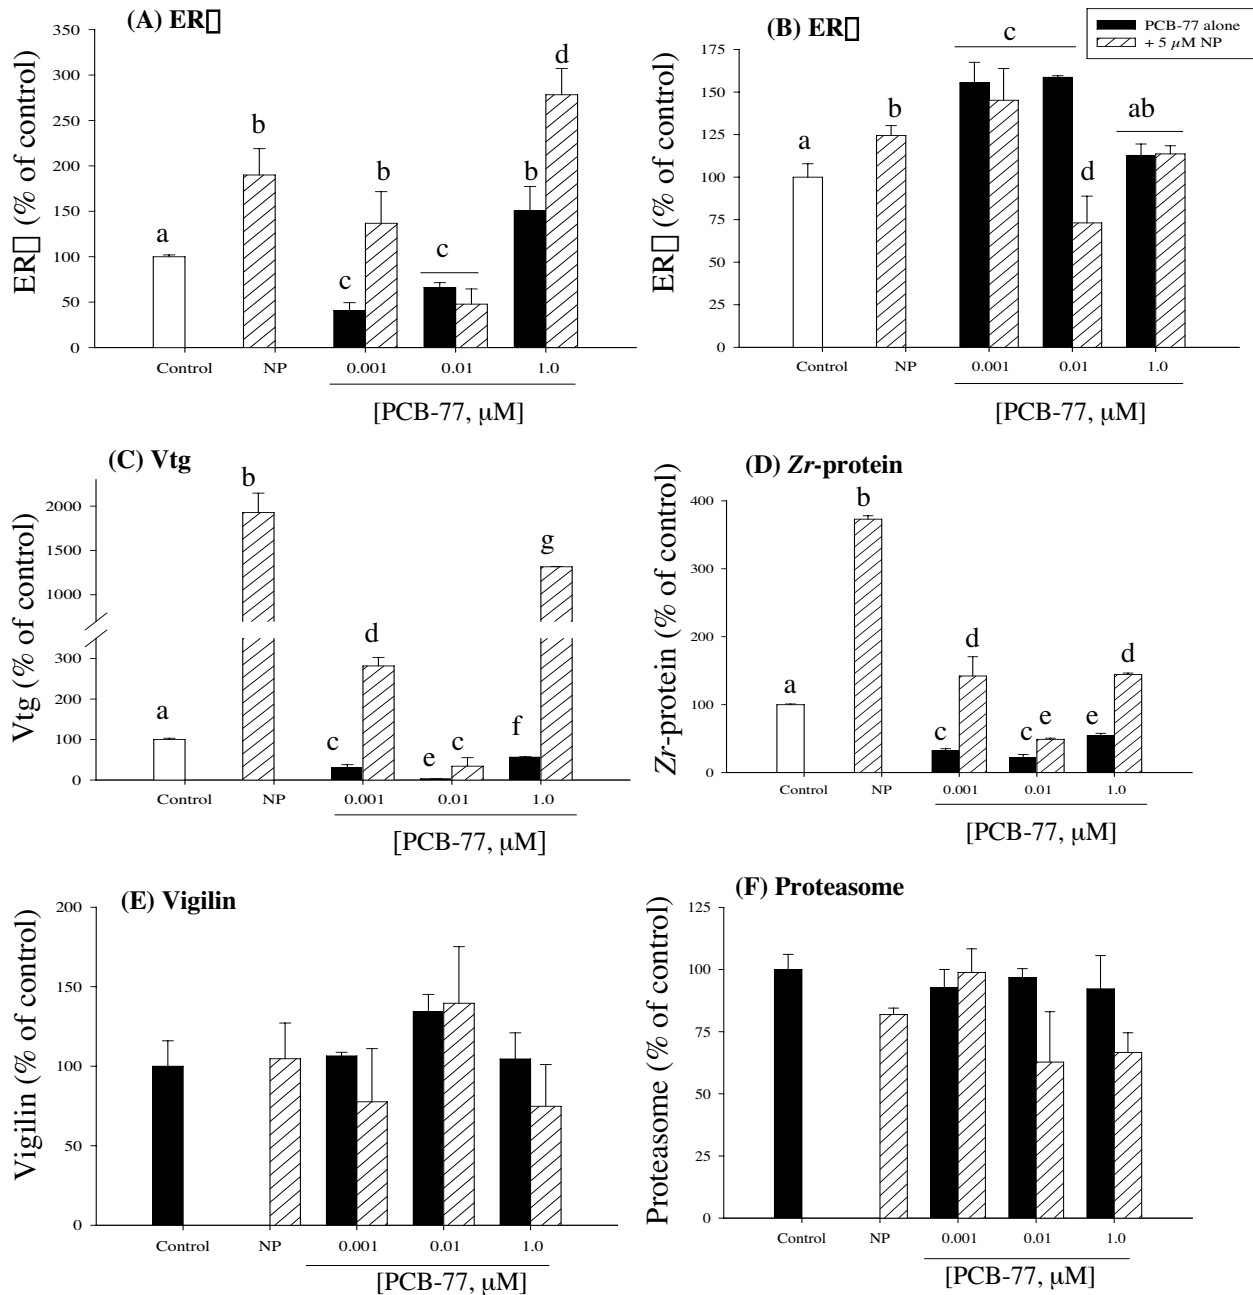 (A) ER▯
ER▯ (% of control)
350
300
250
200
150
100
50
0
a
b
c
b
c
b
d
Control
NP
0.001
0.01
1.0
[PCB-77, μM]
(B) ER▯
PCB-77 alone
+ 5 μM NP
ER▯ (% of control)
175
150
125
100
75
50
25
0
a
b
c
d
ab
Control
NP
0.001
0.01
1.0
[PCB-77, μM]
(C) Vtg
Vtg (% of control)
2000
1500
1000
300
200
100
0
a
b
c
d
e
c
f
g
Control
NP
0.001
0.01
1.0
[PCB-77, μM]
(D) Zr-protein
Zr-protein (% of control)
400
300
200
100
0
a
b
c
d
c
e
e
d
Control
NP
0.001
0.01
1.0
[PCB-77, μM]
(E) Vigilin
Vigilin (% of control)
200
150
100
50
0
Control
NP
0.001
0.01
1.0
[PCB-77, μM]
(F) Proteasome
Proteasome (% of control)
125
100
75
50
25
0
Control
NP
0.001
0.01
1.0
[PCB-77, μM]